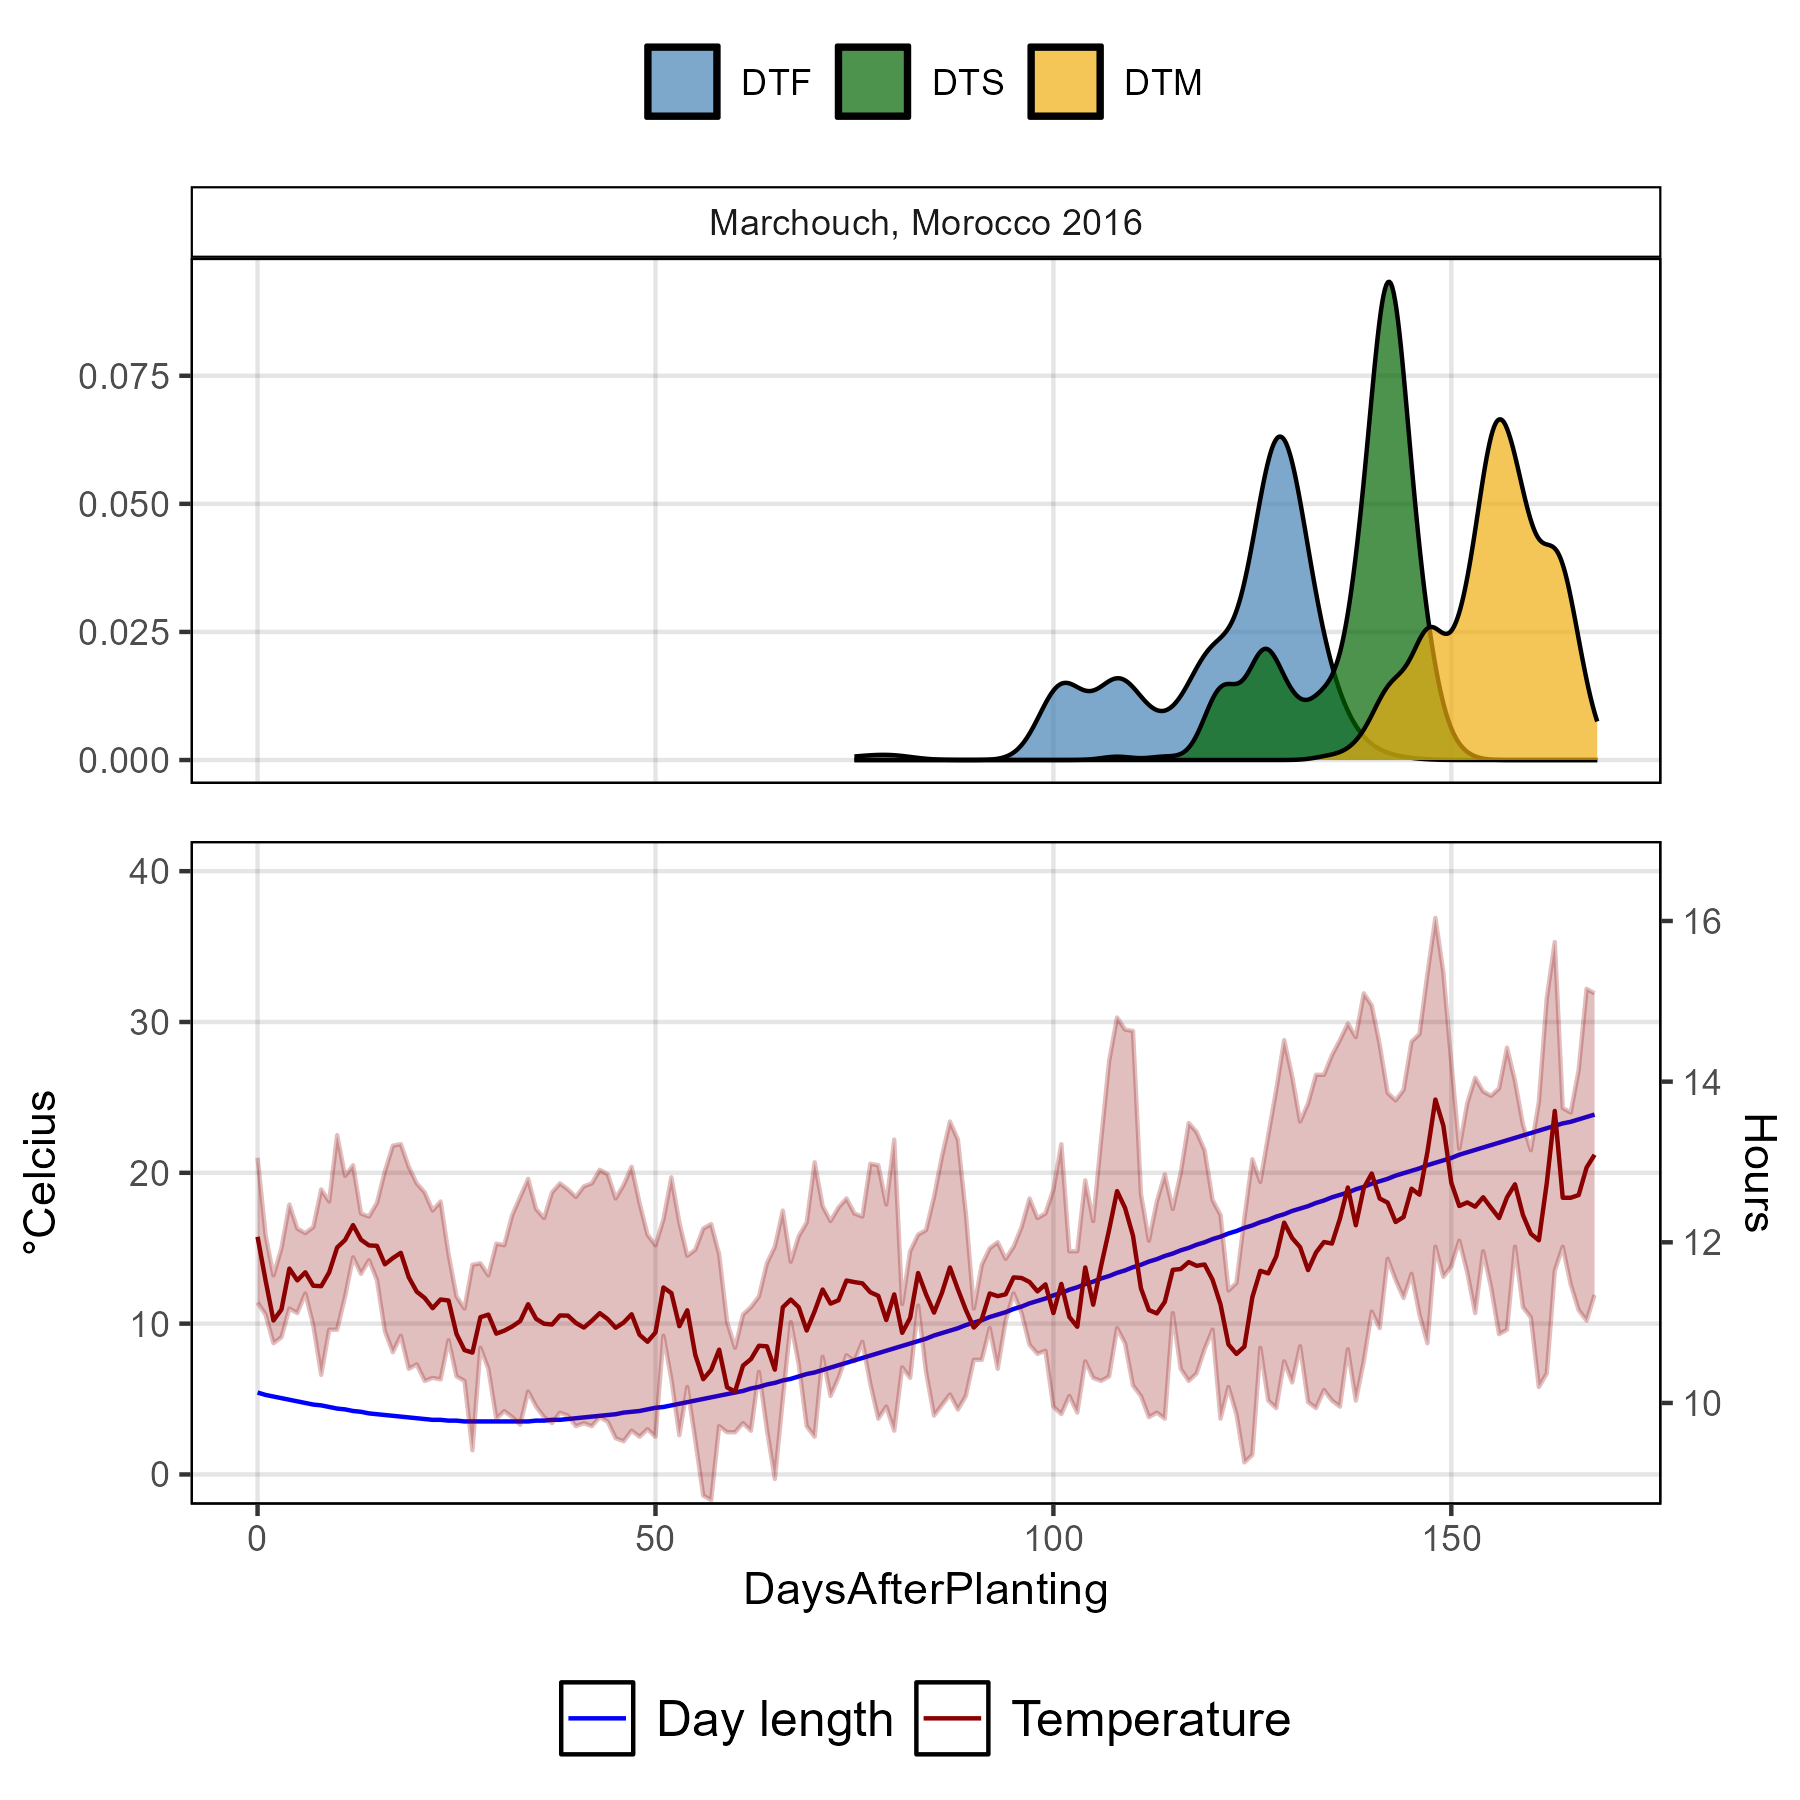 DTF DTS DTM
Marchouch, Morocco 2016
0.075
0.050
0.025
0.000
40
30
20
10
0
°Celcius
16
14
12
10
Hours
0 50 100 150
DaysAfterPlanting
Day length Temperature